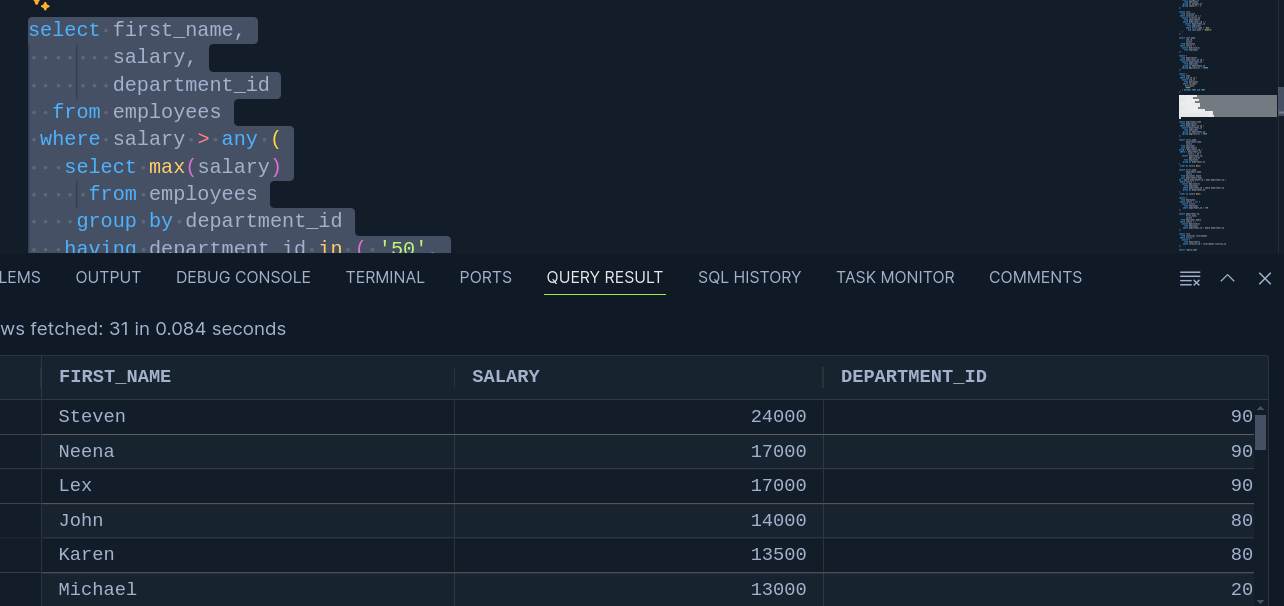 select first_name,
salary,
department_id
from employees
where salary > any (
select max(salary)
from employees
group by department_id
having department_id in ( '50',
LEMS OUTPUT DEBUG CONSOLE TERMINAL PORTS QUERY RESULT SQL HISTORY TASK MONITOR COMMENTS
ws fetched: 31 in 0.084 seconds
FIRST_NAME SALARY DEPARTMENT_ID
Steven 24000 90
Neena 17000 90
Lex 17000 90
John 14000 80
Karen 13500 80
Michael 13000 20